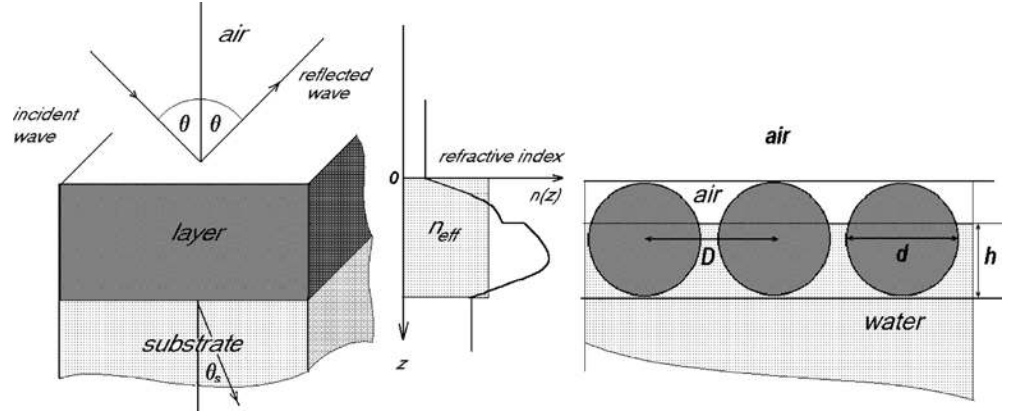 air
incident
wave
reflected
wave
θ θ
layer
substrate
θs
0
refractive index
n(z)
neff
z
air
air
D
d
h
water